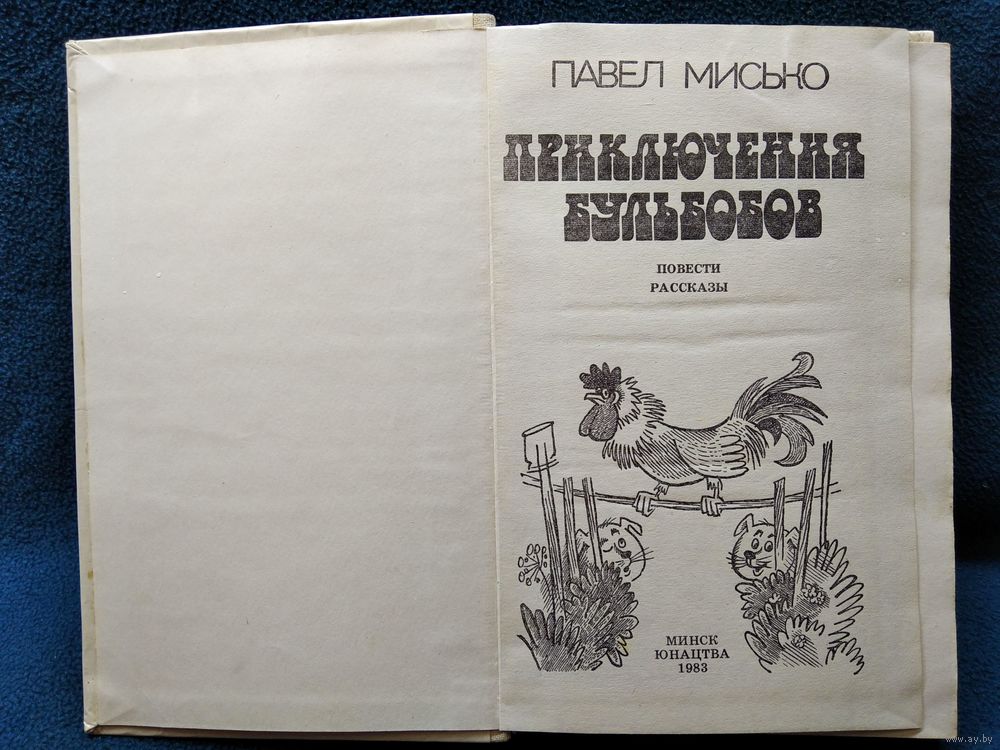 ПАВЕЛ МИСЬКО
ПРИКЛЮЧЕНИЯ
БУЛЬБОБОВ
ПОВЕСТИ
РАССКАЗЫ
МИНСК
ЮНАЦТВА
1983
www.ay.by